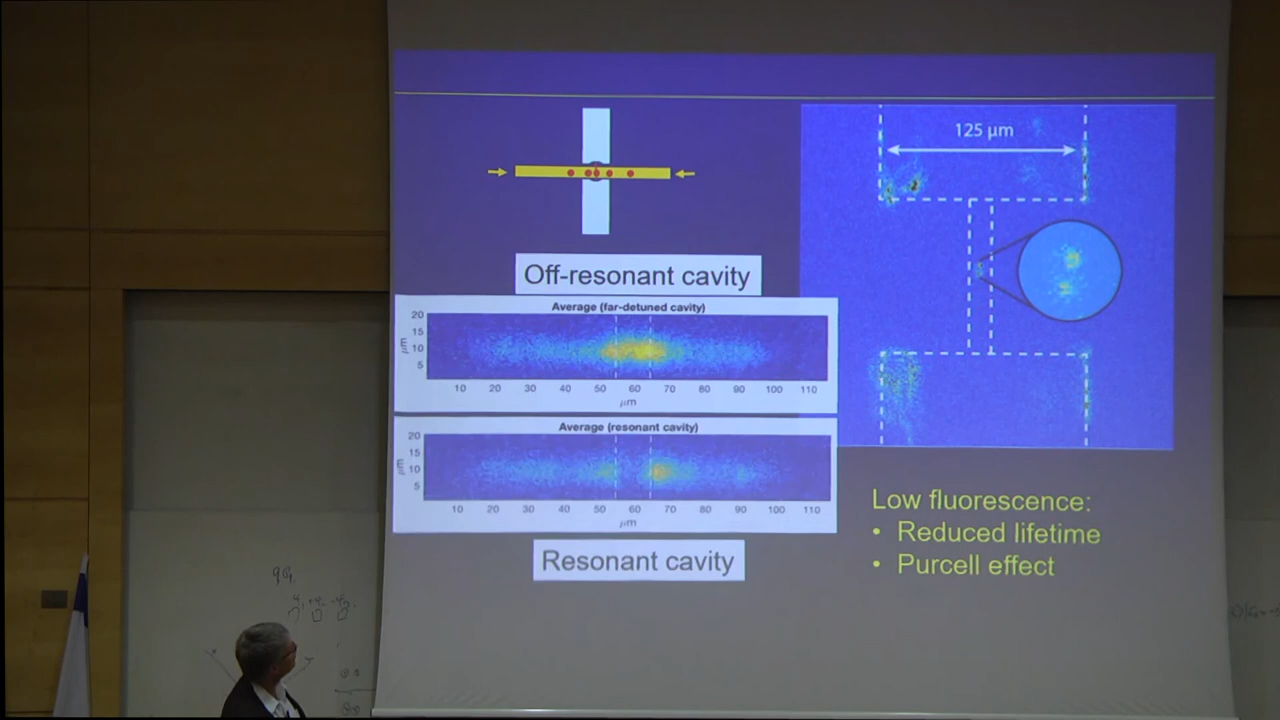 125 μm
Off-resonant cavity
Average (far-detuned cavity)
20
15
10
5
μm
10 20 30 40 50 60 70 80 90 100 110
μm
Average (resonant cavity)
20
15
10
5
μm
10 20 30 40 50 60 70 80 90 100 110
μm
Resonant cavity
Low fluorescence:
• Reduced lifetime
• Purcell effect